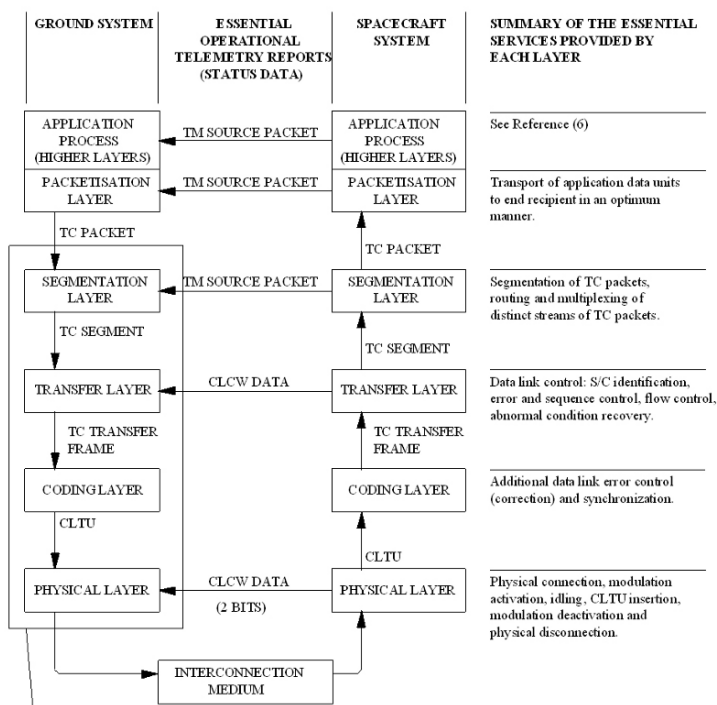 GROUND SYSTEM
ESSENTIAL
OPERATIONAL
TELEMETRY REPORTS
(STATUS DATA)
SPACECRAFT
SYSTEM
SUMMARY OF THE ESSENTIAL
SERVICES PROVIDED BY
EACH LAYER
APPLICATION
PROCESS
(HIGHER LAYERS)
TM SOURCE PACKET
APPLICATION
PROCESS
(HIGHER LAYERS)
See Reference (6)
PACKETISATION
LAYER
TM SOURCE PACKET
PACKETISATION
LAYER
Transport of application data units
to end recipient in an optimum
manner.
TC PACKET
TC PACKET
SEGMENTATION
LAYER
TM SOURCE PACKET
SEGMENTATION
LAYER
Segmentation of TC packets,
routing and multiplexing of
distinct streams of TC packets.
TC SEGMENT
TC SEGMENT
TRANSFER LAYER
CLCW DATA
TRANSFER LAYER
Data link control: S/C identification,
error and sequence control, flow control,
abnormal condition recovery.
TC TRANSFER
FRAME
TC TRANSFER
FRAME
CODING LAYER
CODING LAYER
Additional data link error control
(correction) and synchronization.
CLTU
CLTU
PHYSICAL LAYER
CLCW DATA
(2 BITS)
PHYSICAL LAYER
Physical connection, modulation
activation, idling, CLTU insertion,
modulation deactivation and
physical disconnection.
INTERCONNECTION
MEDIUM